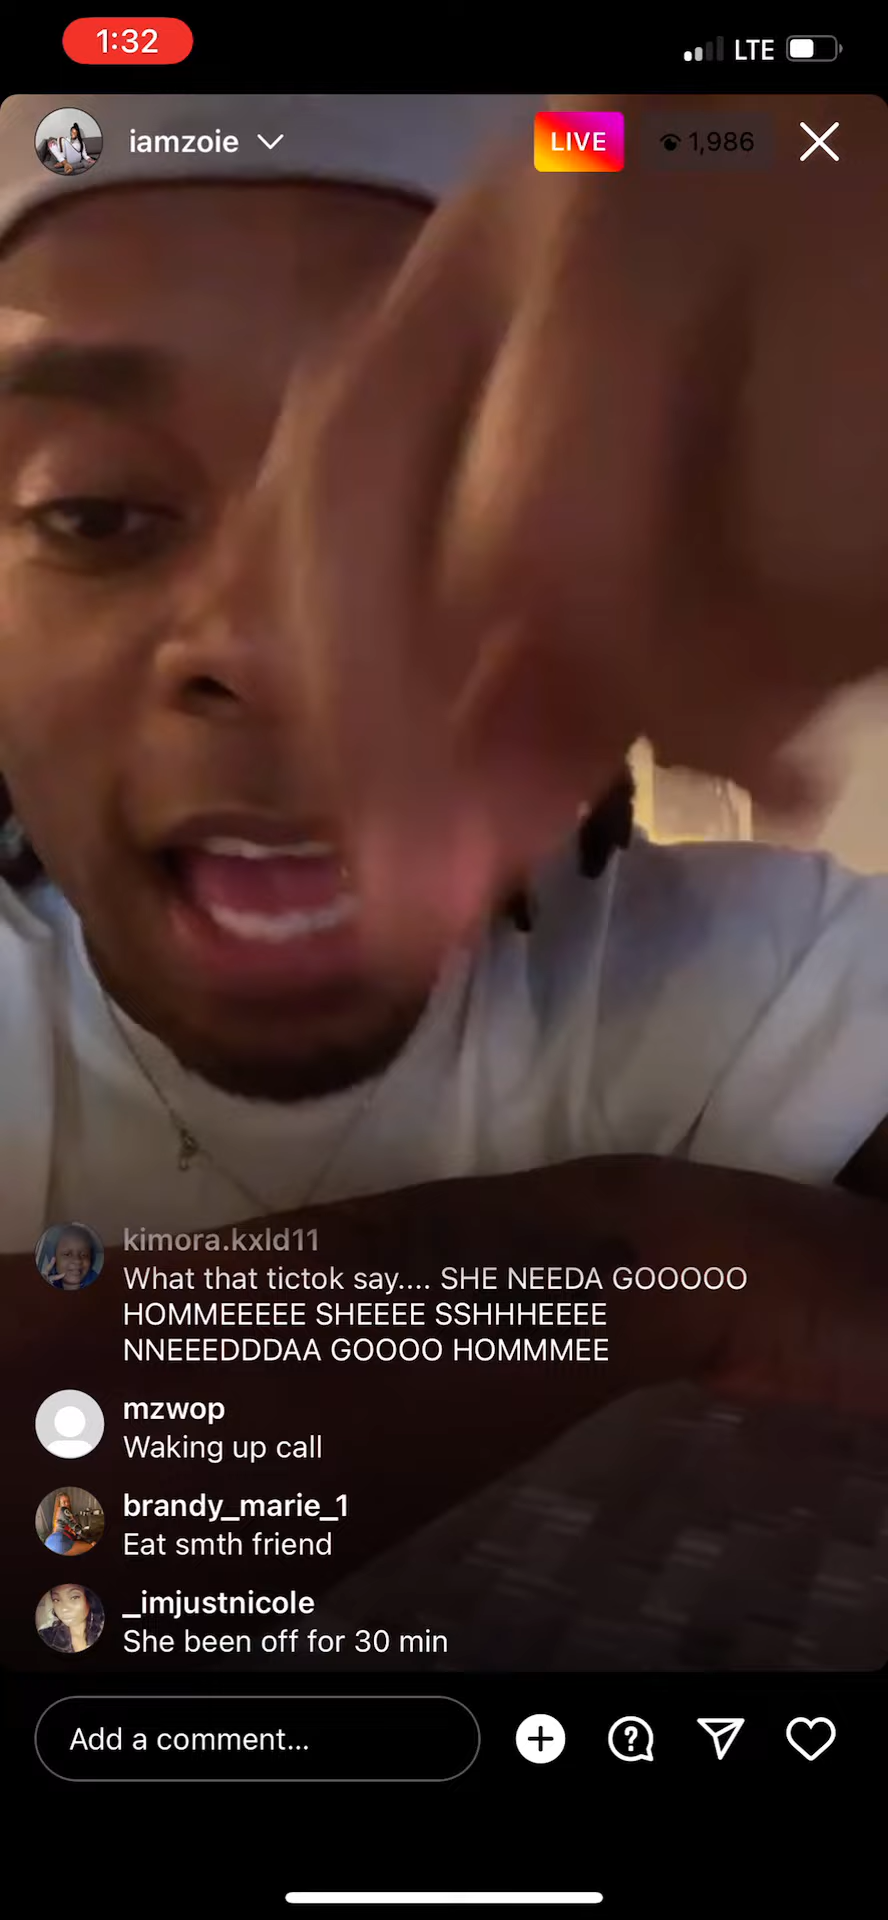 1:32
LTE
iamzoie
LIVE
1,986
kimora.kxld11
What that tictok say.... SHE NEEDA GOOOOO
HOMMEEEEE SHEEEE SSHHHEEEE
NNEEEDDDAA GOOOO HOMMMEE
mzwop
Waking up call
brandy_marie_1
Eat smth friend
_imjustnicole
She been off for 30 min
Add a comment...